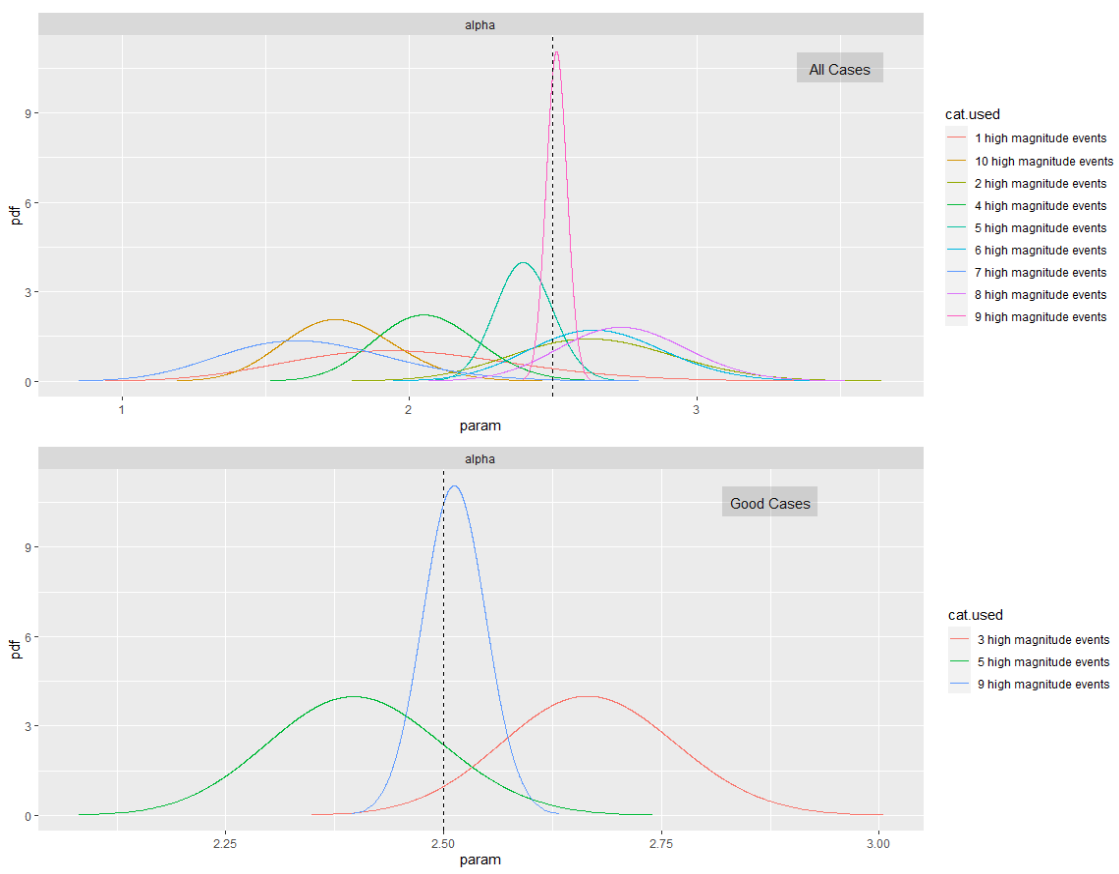 alpha
All Cases
9
6
3
0
pdf
1
2
3
param
cat.used
1 high magnitude events
10 high magnitude events
2 high magnitude events
4 high magnitude events
5 high magnitude events
6 high magnitude events
7 high magnitude events
8 high magnitude events
9 high magnitude events
alpha
Good Cases
9
6
3
0
pdf
2.25
2.50
2.75
3.00
param
cat.used
3 high magnitude events
5 high magnitude events
9 high magnitude events